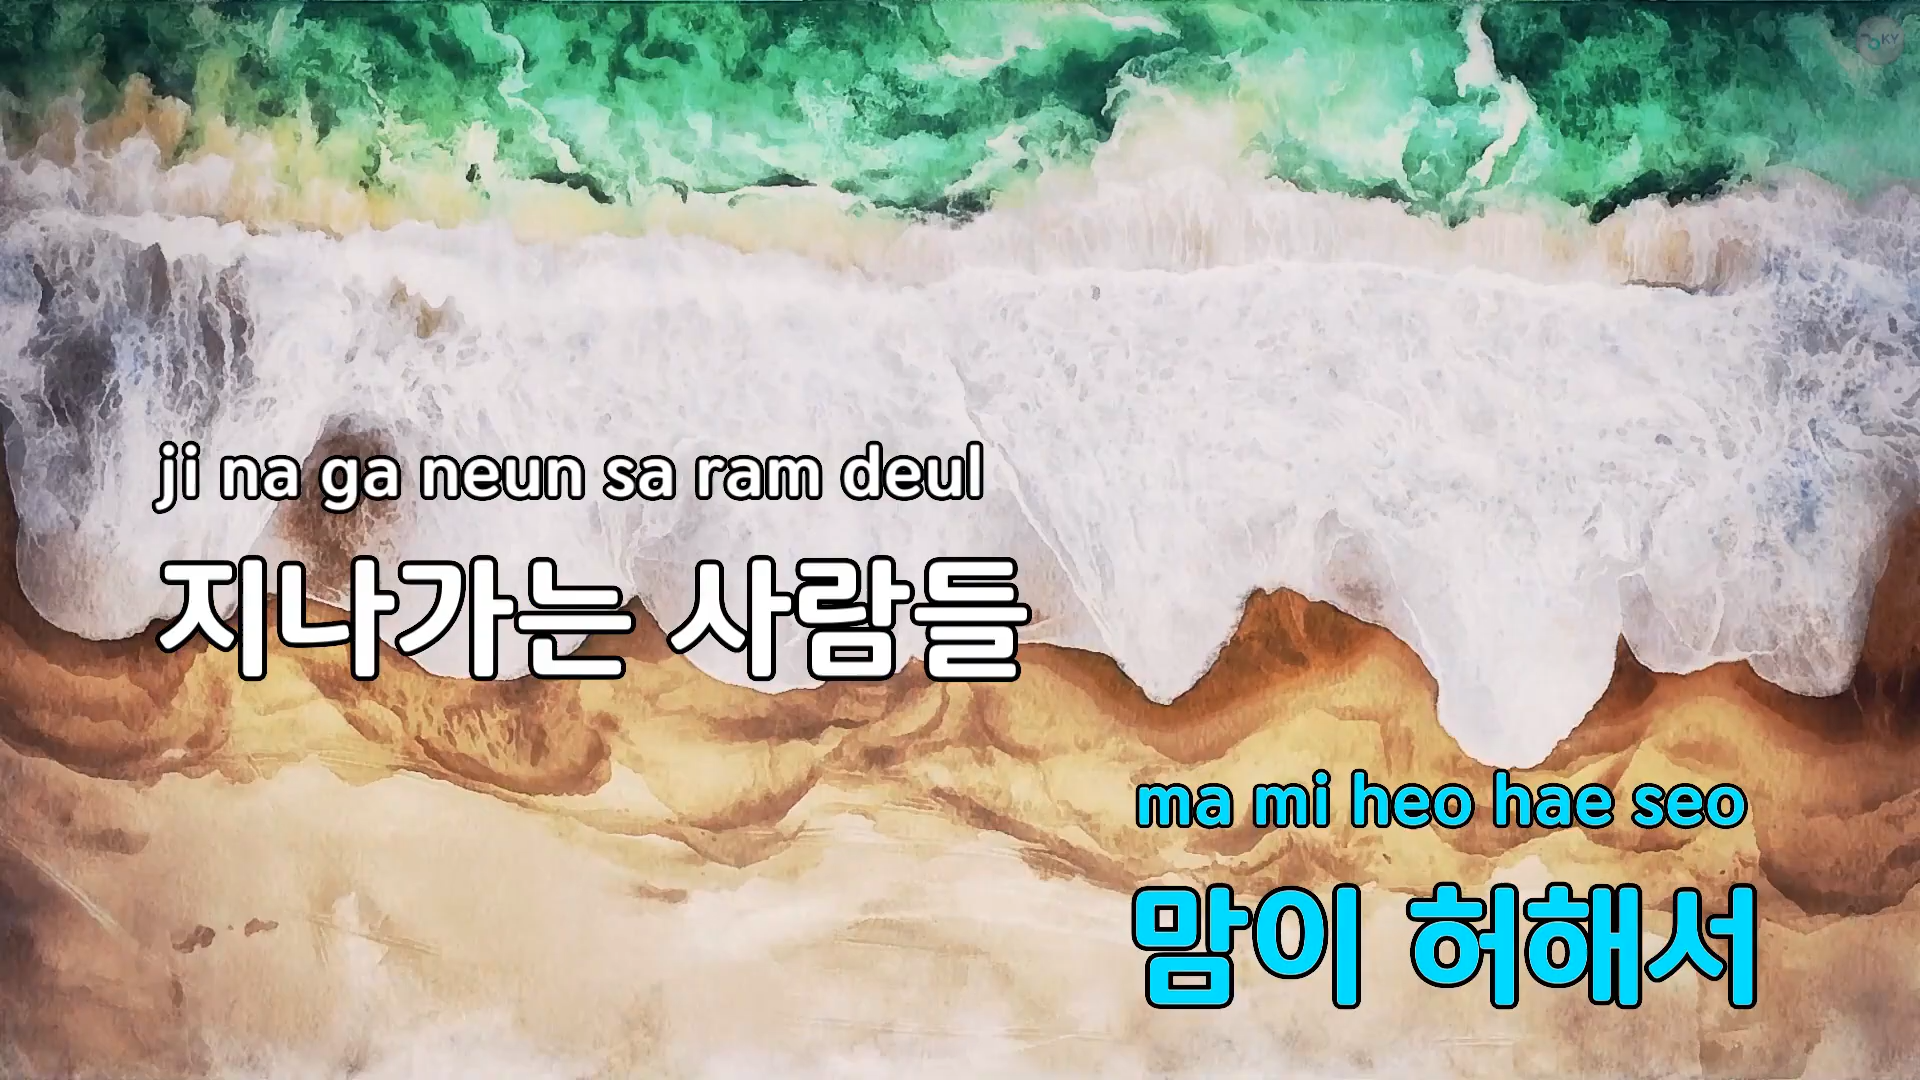 KY
ji na ga neun sa ram deul
지나가는 사람들
ma mi heo hae seo
맘이 허해서